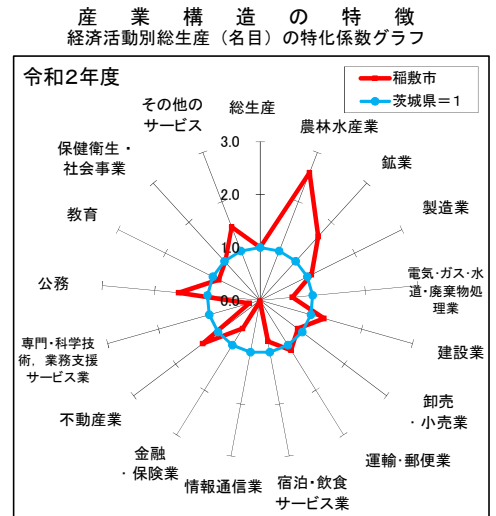 産業構造の特徴
経済活動別総生産（名目）の特化係数グラフ
令和2年度
稲敷市
茨城県＝1
総生産
農林水産業
鉱業
製造業
電気･ガス･水
道･廃棄物処
理業
建設業
卸売
・小売業
運輸･郵便業
宿泊・飲食
サービス業
情報通信業
金融
・保険業
不動産業
専門・科学技
術，業務支援
サービス業
公務
教育
保健衛生・
社会事業
その他の
サービス
3.0
2.0
1.0
0.0